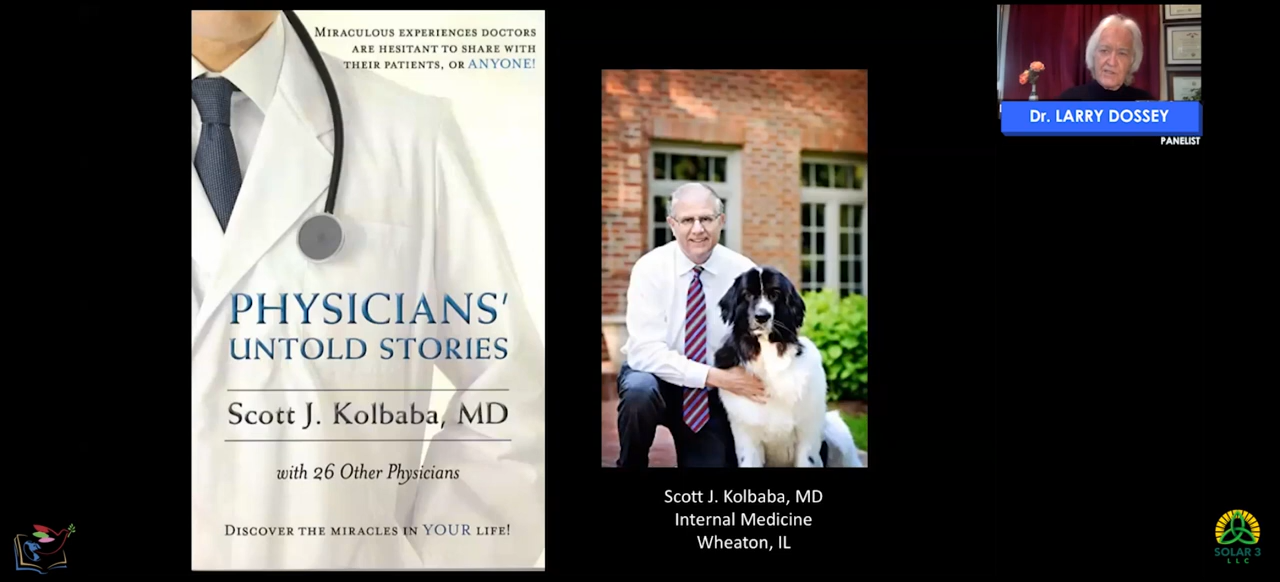 MIRACULOUS EXPERIENCES DOCTORS
ARE HESITANT TO SHARE WITH
THEIR PATIENTS, OR ANYONE!
PHYSICIANS'
UNTOLD STORIES
Scott J. Kolbaba, MD
with 26 Other Physicians
DISCOVER THE MIRACLES IN YOUR LIFE!
Scott J. Kolbaba, MD
Internal Medicine
Wheaton, IL
Dr. LARRY DOSSEY
PANELIST
SOLAR 3
LLC